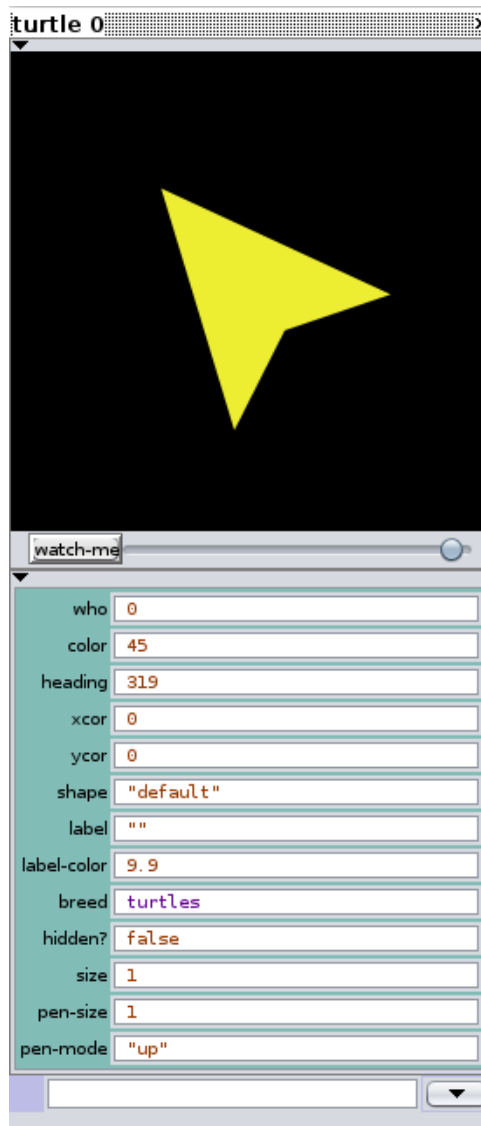 turtle 0
watch-me
who 0
color 45
heading 319
xcor 0
ycor 0
shape "default"
label ""
label-color 9.9
breed turtles
hidden? false
size 1
pen-size 1
pen-mode "up"